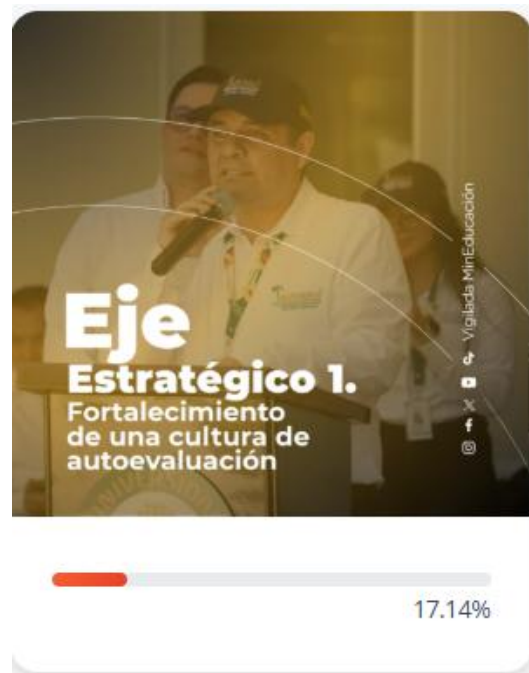 Eje
Estratégico 1.
Fortalecimiento
de una cultura de
autoevaluación
Vigilada MinEducación
17.14%